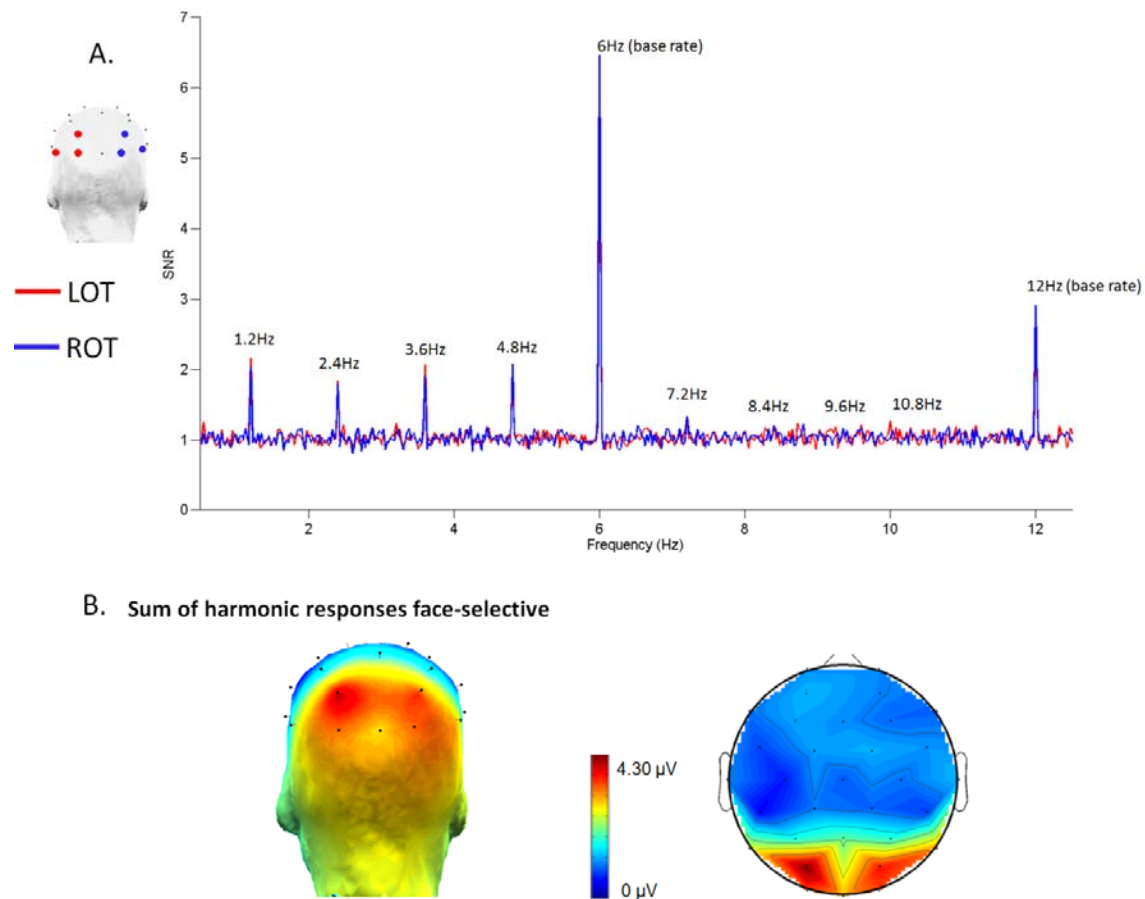 A.
LOT
ROT
7
6
5
4
3
2
1
0
SNR
1.2Hz
2.4Hz
3.6Hz
4.8Hz
6Hz (base rate)
7.2Hz
8.4Hz
9.6Hz
10.8Hz
12Hz (base rate)
2
4
6
8
10
12
Frequency (Hz)
B. Sum of harmonic responses face-selective
4.30 µV
0 µV